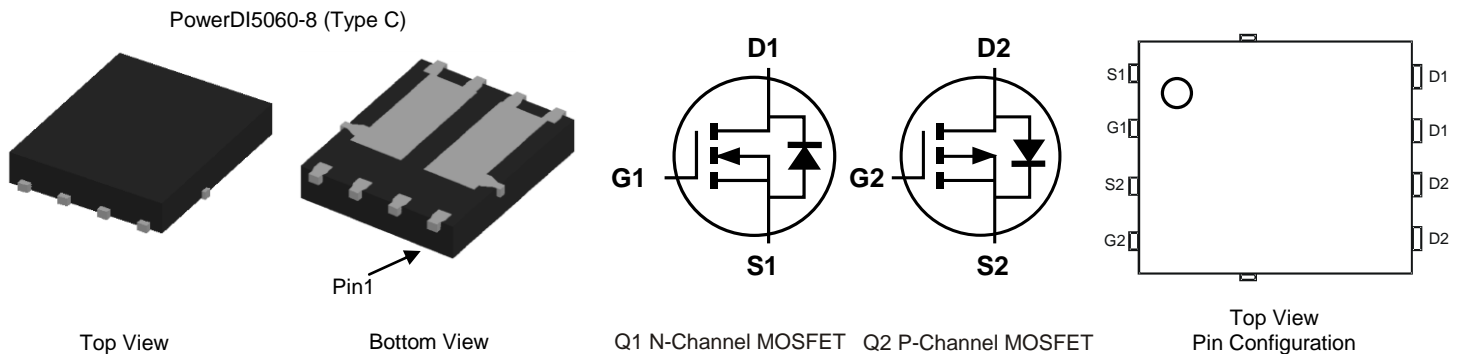 PowerDI5060-8 (Type C)
Pin1
Top View
Bottom View
D1
G1
S1
Q1 N-Channel MOSFET
D2
G2
S2
Q2 P-Channel MOSFET
S1
G1
S2
G2
D1
D1
D2
D2
Top View
Pin Configuration